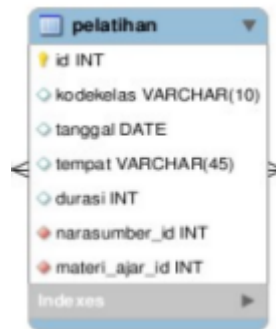 pelatihan
id INT
kodekelas VARCHAR(10)
tanggal DATE
tempat VARCHAR(45)
durasi INT
narasumber_id INT
materi_ajar_id INT
Indexes